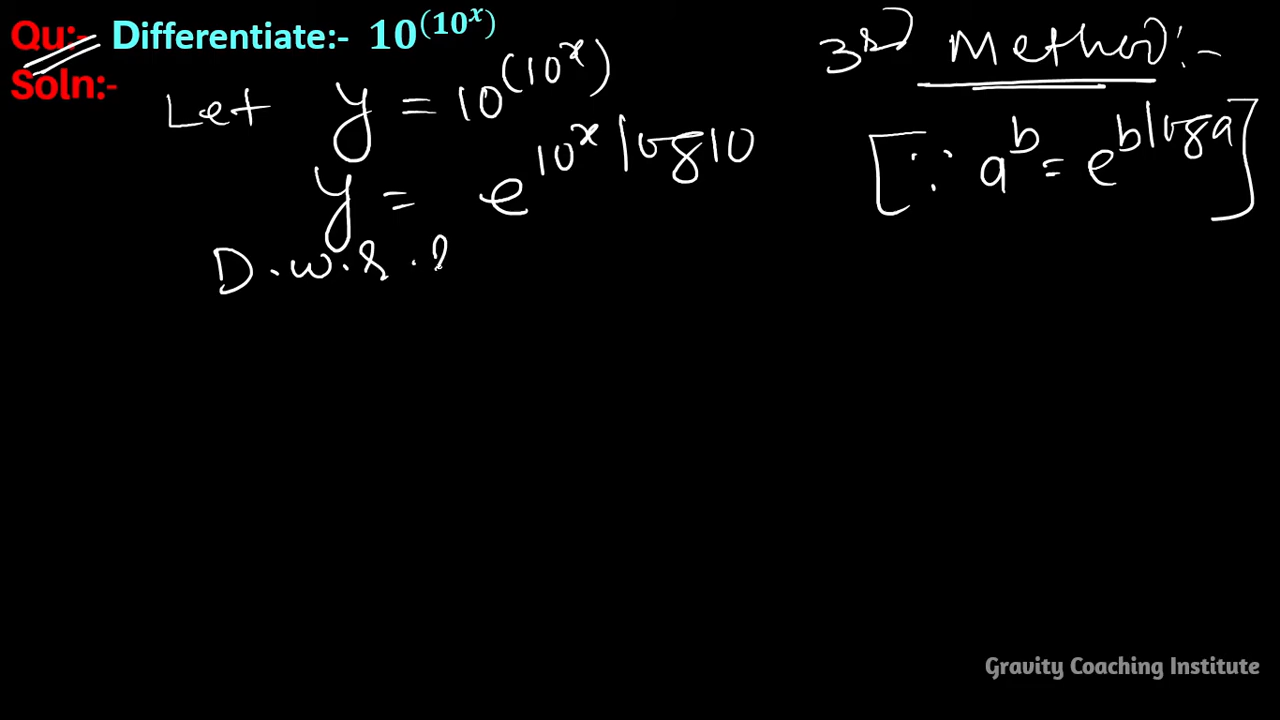 Qu:- Differentiate:- 10^(10^x)
3rd Method:-
Soln:-
Let y = 10^(10^x)
[∵ a^b = e^(b log a)]
y = e^(10^x log 10)
D.w.r.
Gravity Coaching Institute